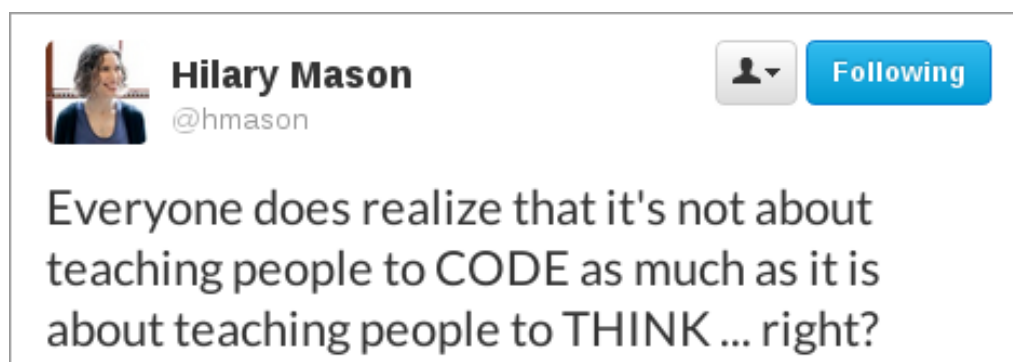 Hilary Mason
Following
@hmason
Everyone does realize that it's not about
teaching people to CODE as much as it is
about teaching people to THINK ... right?